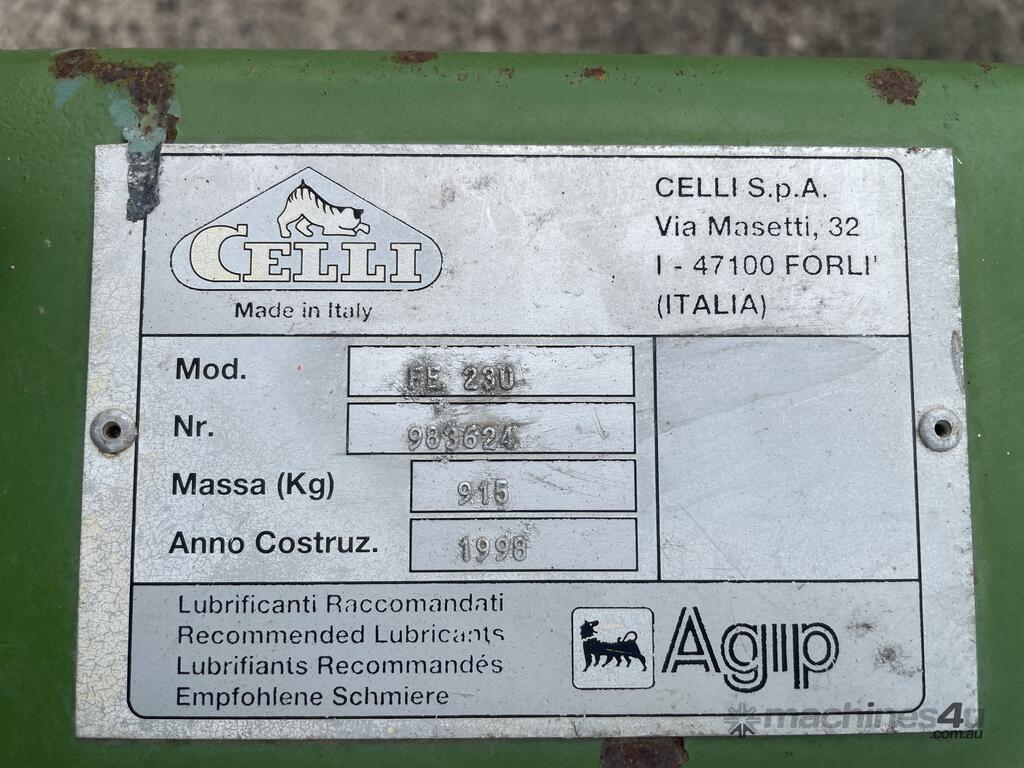 CELLI
Made in Italy
CELLI S.p.A.
Via Masetti, 32
I - 47100 FORLI'
(ITALIA)
Mod. FE 230
Nr. 983624
Massa (Kg) 915
Anno Costruz. 1998
Lubrificanti Raccomandati
Recommended Lubricants
Lubrifiants Recommandés
Empfohlene Schmiere
Agip
machines4u
.com.au